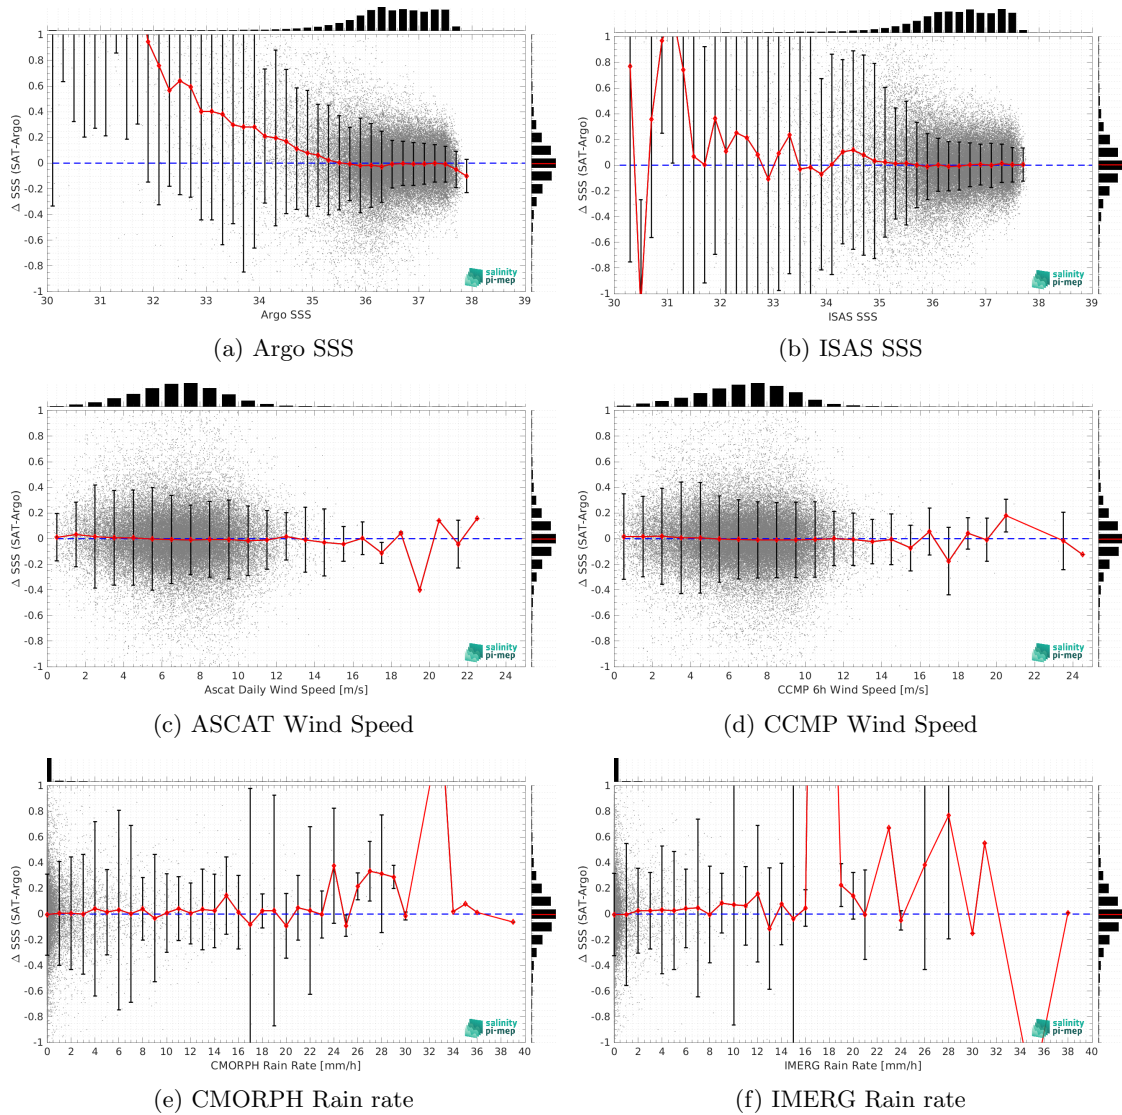 1
0.8
0.6
0.4
0.2
0
-0.2
-0.4
-0.6
-0.8
-1
Δ SSS (SAT-Argo)
30 31 32 33 34 35 36 37 38 39
Argo SSS
salinity
pi-mep
(a) Argo SSS
1
0.8
0.6
0.4
0.2
0
-0.2
-0.4
-0.6
-0.8
-1
Δ SSS (SAT-Argo)
30 31 32 33 34 35 36 37 38 39
ISAS SSS
salinity
pi-mep
(b) ISAS SSS
1
0.8
0.6
0.4
0.2
0
-0.2
-0.4
-0.6
-0.8
-1
Δ SSS (SAT-Argo)
0 2 4 6 8 10 12 14 16 18 20 22 24
Ascat Daily Wind Speed [m/s]
salinity
pi-mep
(c) ASCAT Wind Speed
1
0.8
0.6
0.4
0.2
0
-0.2
-0.4
-0.6
-0.8
-1
Δ SSS (SAT-Argo)
0 2 4 6 8 10 12 14 16 18 20 22 24
CCMP 6h Wind Speed [m/s]
salinity
pi-mep
(d) CCMP Wind Speed
1
0.8
0.6
0.4
0.2
0
-0.2
-0.4
-0.6
-0.8
-1
Δ SSS (SAT-Argo)
0 2 4 6 8 10 12 14 16 18 20 22 24 26 28 30 32 34 36 38 40
CMORPH Rain Rate [mm/h]
salinity
pi-mep
(e) CMORPH Rain rate
1
0.8
0.6
0.4
0.2
0
-0.2
-0.4
-0.6
-0.8
-1
Δ SSS (SAT-Argo)
0 2 4 6 8 10 12 14 16 18 20 22 24 26 28 30 32 34 36 38 40
IMERG Rain Rate [mm/h]
salinity
pi-mep
(f) IMERG Rain rate